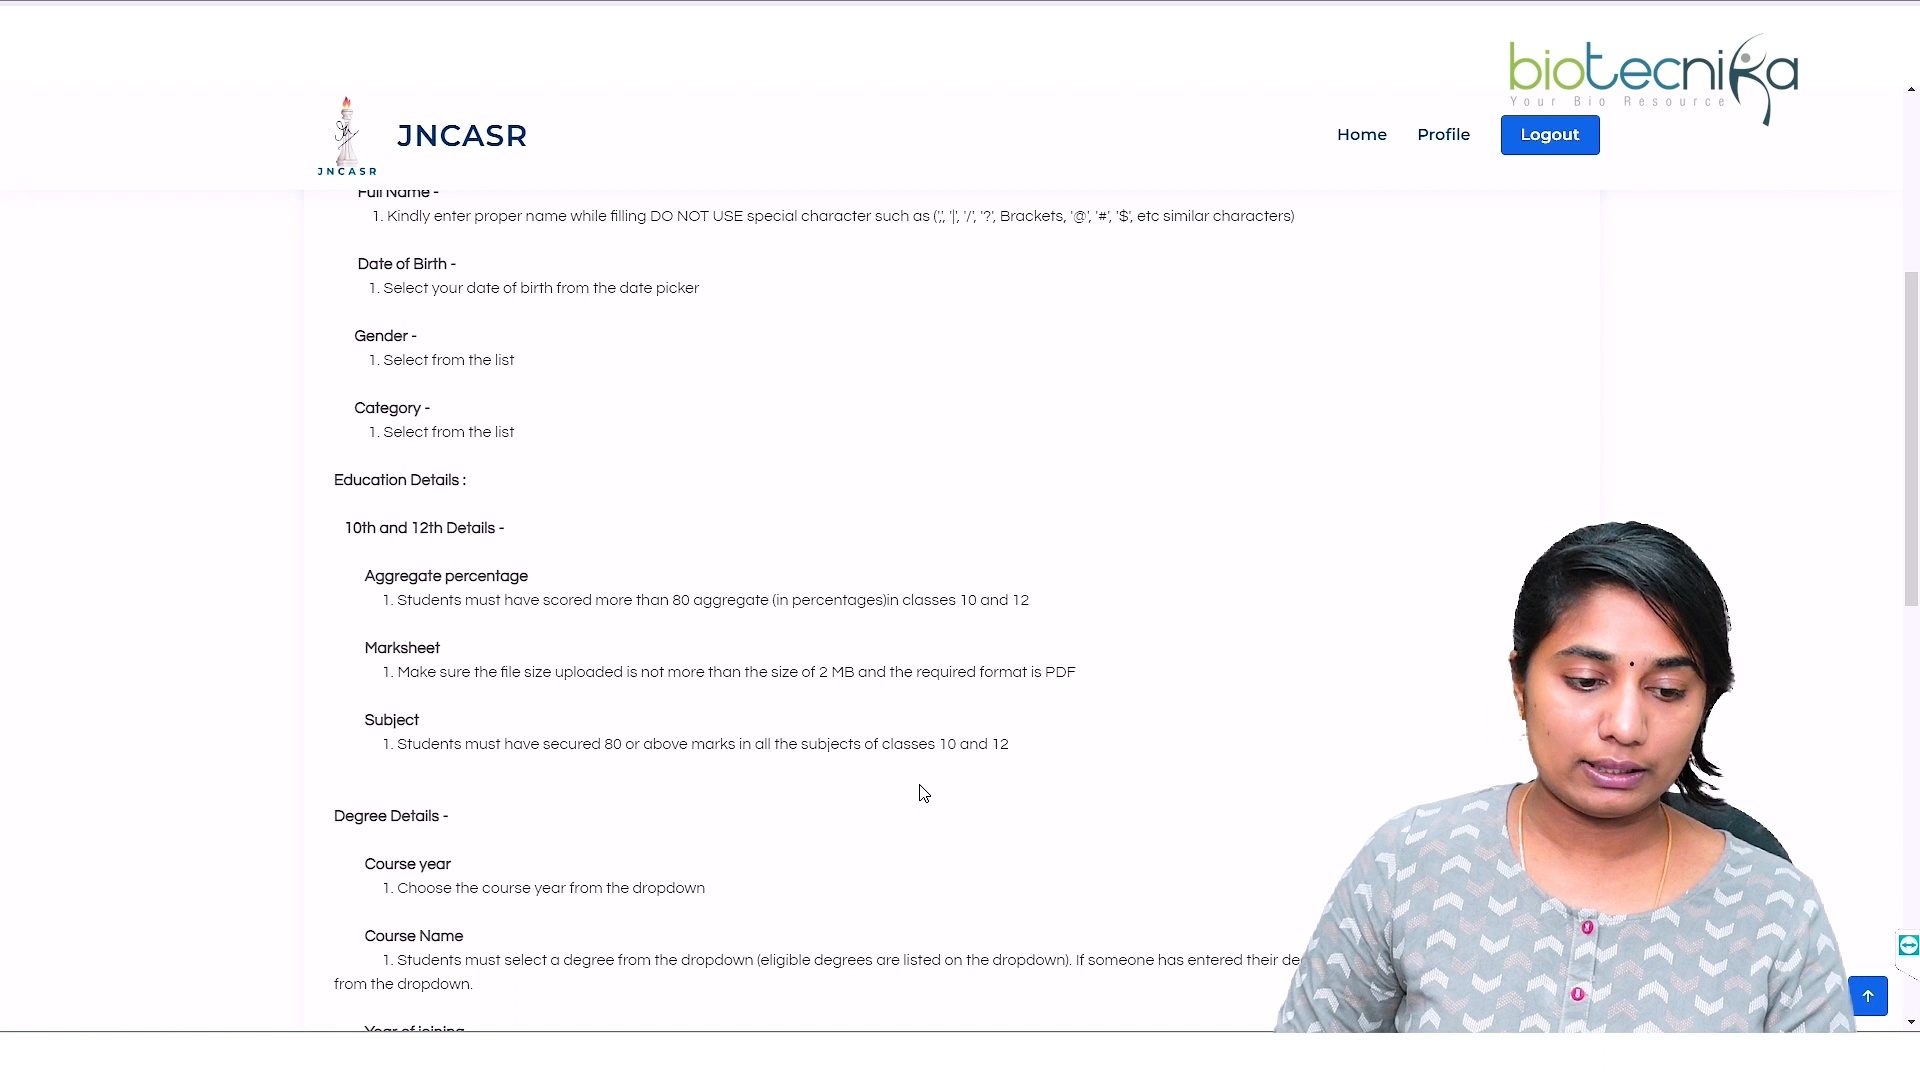 biotecnika
Your Bio Resource
JNCASR
JNCASR
Home
Profile
Logout
Full Name -
1. Kindly enter proper name while filling DO NOT USE special character such as (',', '|', '/', '?', Brackets, '@', '#', '$', etc similar characters)
Date of Birth -
1. Select your date of birth from the date picker
Gender -
1. Select from the list
Category -
1. Select from the list
Education Details :
10th and 12th Details -
Aggregate percentage
1. Students must have scored more than 80 aggregate (in percentages)in classes 10 and 12
Marksheet
1. Make sure the file size uploaded is not more than the size of 2 MB and the required format is PDF
Subject
1. Students must have secured 80 or above marks in all the subjects of classes 10 and 12
Degree Details -
Course year
1. Choose the course year from the dropdown
Course Name
1. Students must select a degree from the dropdown (eligible degrees are listed on the dropdown). If someone has entered their
from the dropdown.
Year of joining